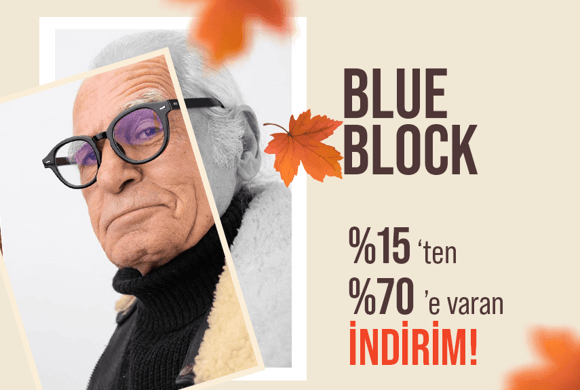 BLUE
BLOCK
%15 ‘ten
%70 ’e varan
İNDİRİM!